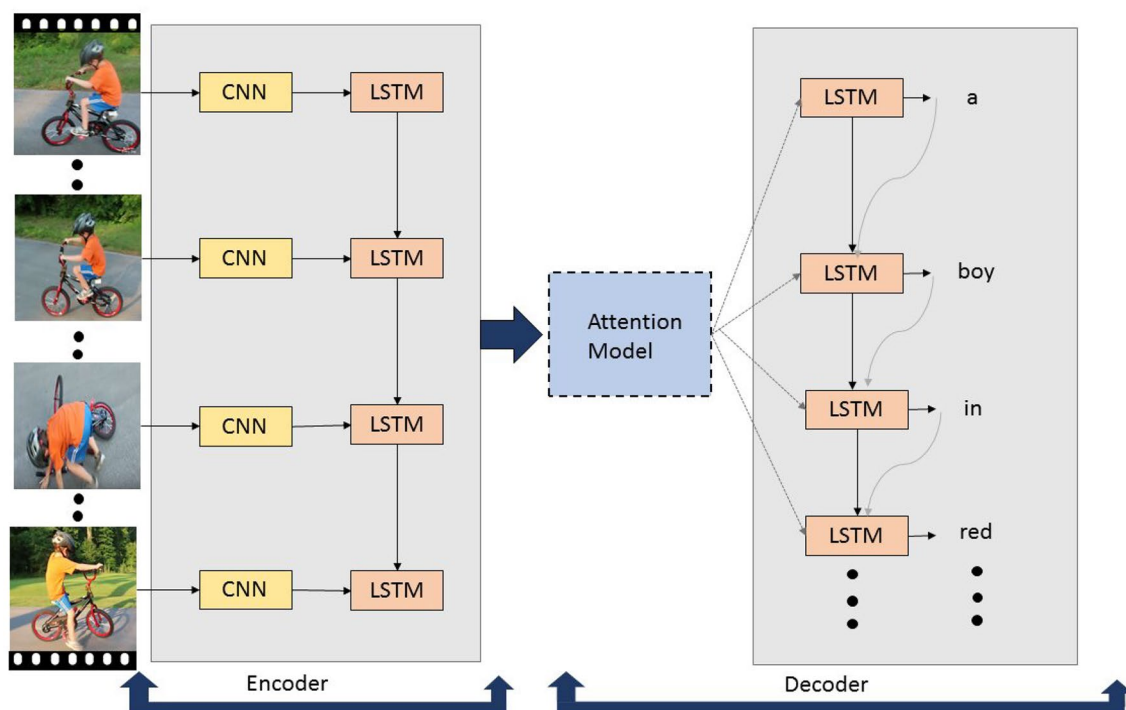 CNN
LSTM
CNN
LSTM
CNN
LSTM
CNN
LSTM
Encoder
Attention
Model
LSTM
a
LSTM
boy
LSTM
in
LSTM
red
Decoder